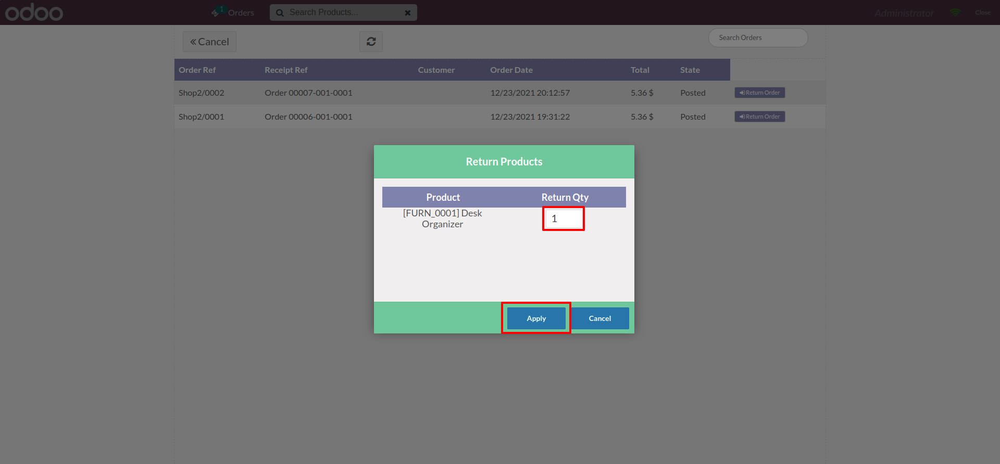 odoo 1 Orders Search Products... Administrator Close
Cancel Search Orders
Order Ref Receipt Ref Customer Order Date Total State
Shop2/0002 Order 00007-001-0001 12/23/2021 20:12:57 5.36 $ Posted Return Order
Shop2/0001 Order 00006-001-0001 12/23/2021 19:31:22 5.36 $ Posted Return Order
Return Products
Product Return Qty
[FURN_0001] Desk
Organizer
1
Apply Cancel